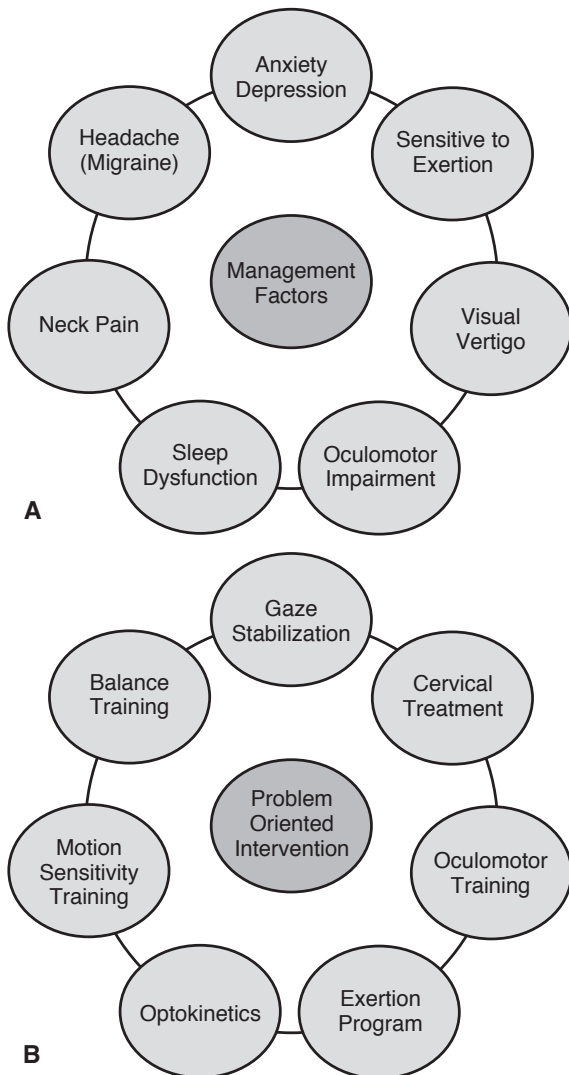 Anxiety
Depression
Headache
(Migraine)
Sensitive to
Exertion
Management
Factors
Neck Pain
Visual
Vertigo
Sleep
Dysfunction
Oculomotor
Impairment
A
Gaze
Stabilization
Balance
Training
Cervical
Treatment
Problem
Oriented
Intervention
Motion
Sensitivity
Training
Oculomotor
Training
Optokinetics
Exertion
Program
B